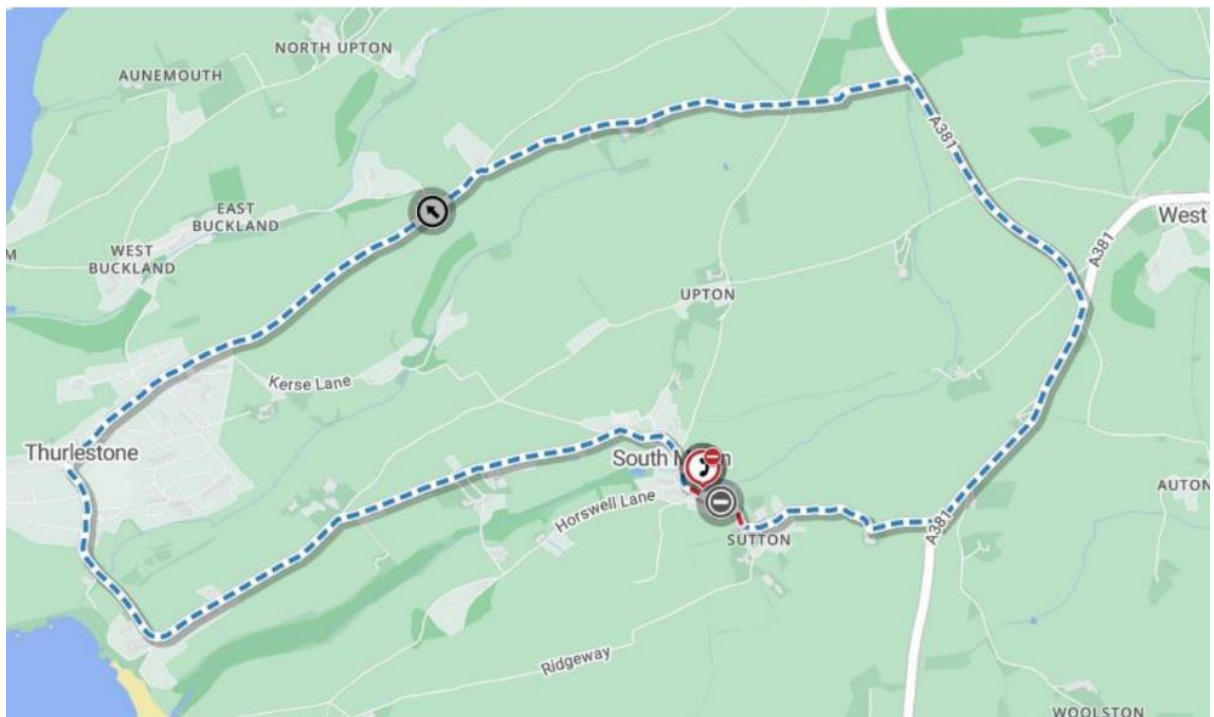 NORTH UPTON
AUNEMOUTH
A381
EAST
BUCKLAND
West
WEST
BUCKLAND
M
A381
UPTON
Kerse Lane
Thurlestone
South M m
AUTON
Horswell Lane
A381
SUTTON
Ridgeway
WOOLSTON